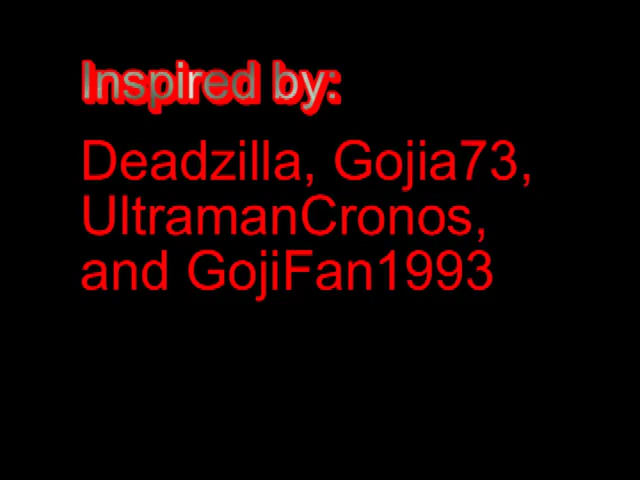 Inspired by:
Deadzilla, Gojia73,
UltramanCronos,
and GojiFan1993